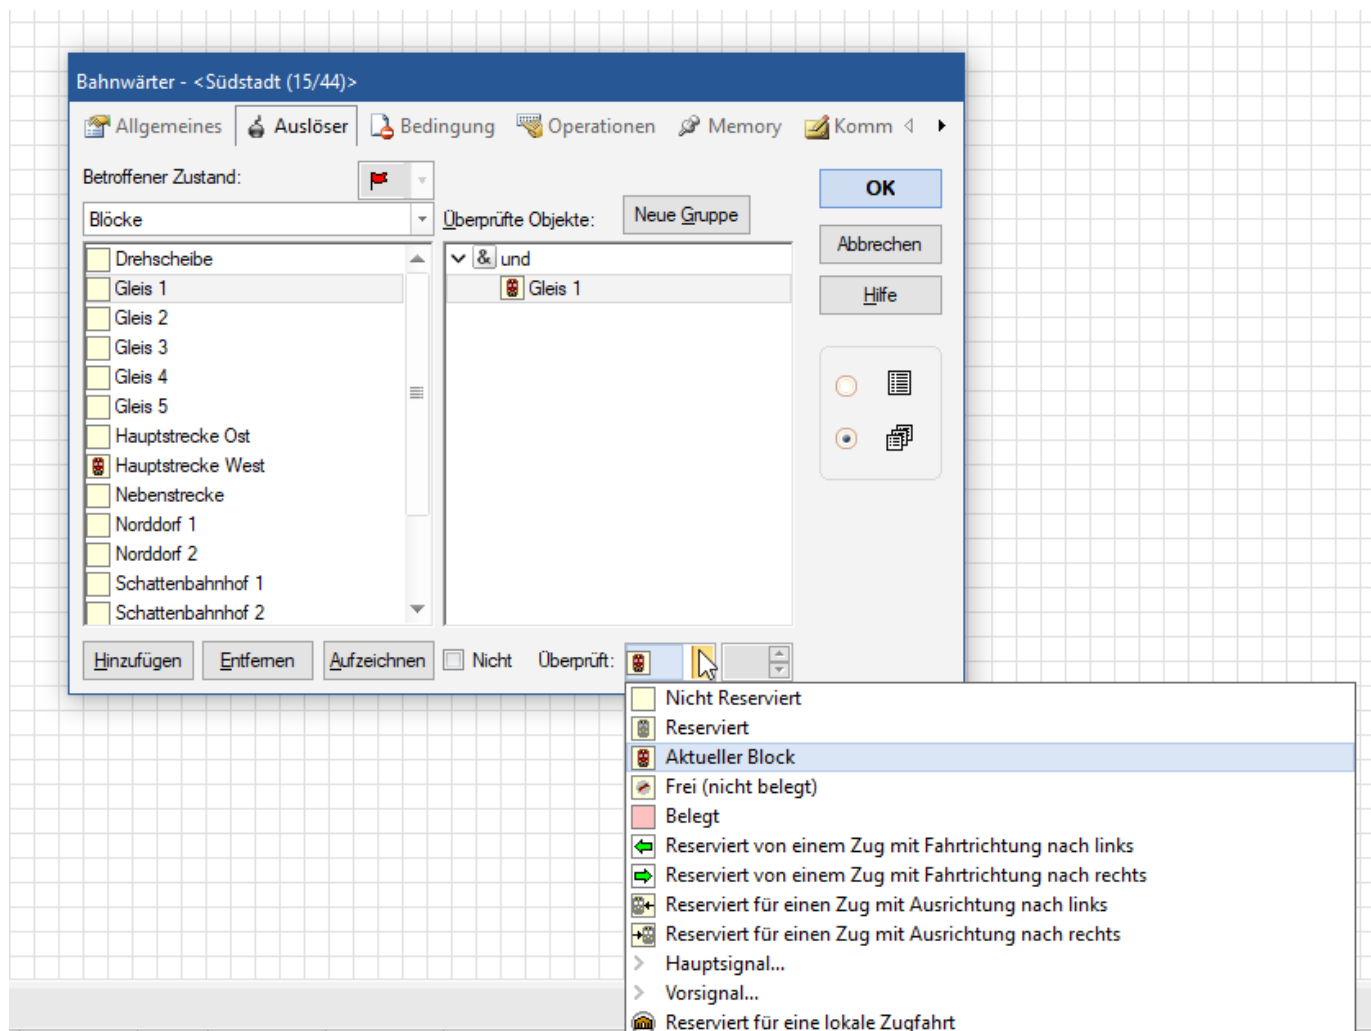 Bahnwärter - <Südstadt (15/44)>
Allgemeines Auslöser Bedingung Operationen Memory Komm
Betroffener Zustand:
OK
Blöcke Überprüfte Objekte: Neue Gruppe
Abbrechen
Drehscheibe
Gleis 1
Gleis 2
Gleis 3
Gleis 4
Gleis 5
Hauptstrecke Ost
Hauptstrecke West
Nebenstrecke
Norddorf 1
Norddorf 2
Schattenbahnhof 1
Schattenbahnhof 2
& und
Gleis 1
Hilfe
Hinzufügen Entfernen Aufzeichnen Nicht Überprüft:
Nicht Reserviert
Reserviert
Aktueller Block
Frei (nicht belegt)
Belegt
Reserviert von einem Zug mit Fahrtrichtung nach links
Reserviert von einem Zug mit Fahrtrichtung nach rechts
Reserviert für einen Zug mit Ausrichtung nach links
Reserviert für einen Zug mit Ausrichtung nach rechts
Hauptsignal...
Vorsignal...
Reserviert für eine lokale Zugfahrt